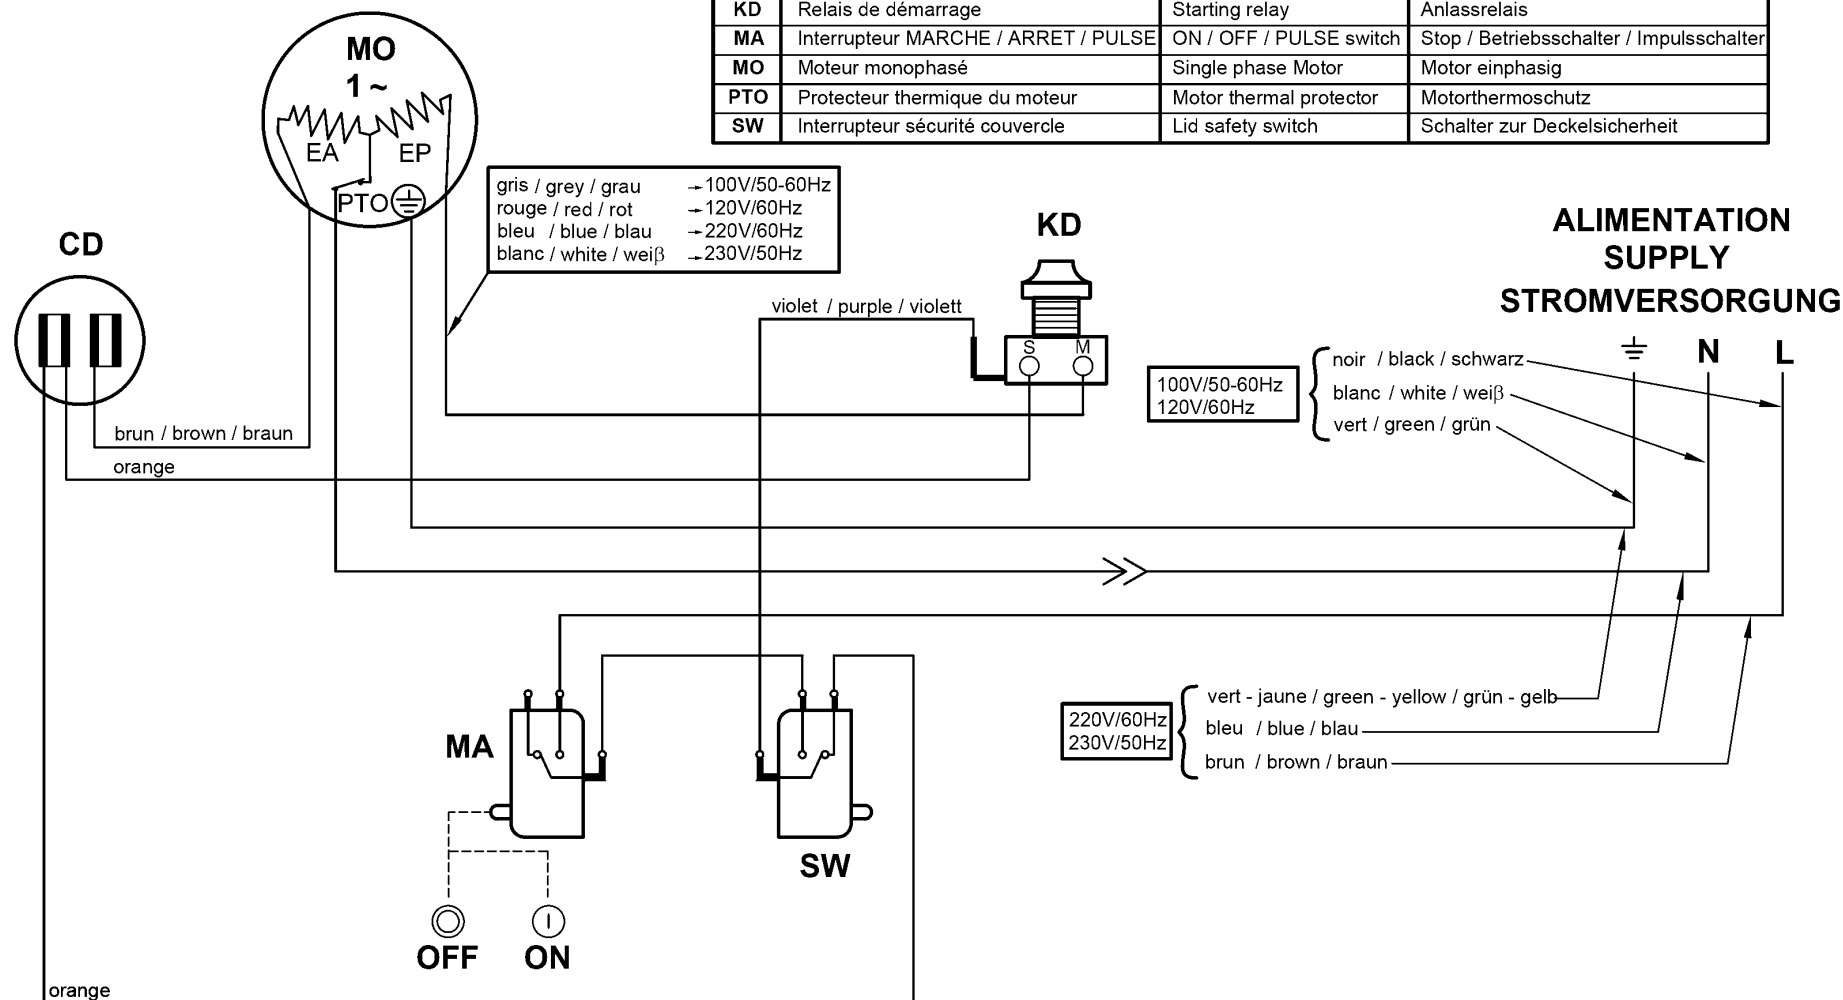 KD Relais de démarrage Starting relay Anlassrelais
MA Interrupteur MARCHE / ARRET / PULSE ON / OFF / PULSE switch Stop / Betriebsschalter / Impulsschalter
MO Moteur monophasé Single phase Motor Motor einphasig
PTO Protecteur thermique du moteur Motor thermal protector Motorthermoschutz
SW Interrupteur sécurité couvercle Lid safety switch Schalter zur Deckelsicherheit
MO
1 ~
EA EP
PTO
gris / grey / grau →100V/50-60Hz
rouge / red / rot →120V/60Hz
bleu / blue / blau →220V/60Hz
blanc / white / weiβ →230V/50Hz
CD
KD
violet / purple / violett
S M
ALIMENTATION
SUPPLY
STROMVERSORGUNG
N L
100V/50-60Hz
120V/60Hz
noir / black / schwarz
blanc / white / weiβ
vert / green / grün
brun / brown / braun
orange
MA
SW
220V/60Hz
230V/50Hz
vert - jaune / green - yellow / grün - gelb
bleu / blue / blau
brun / brown / braun
OFF ON
orange